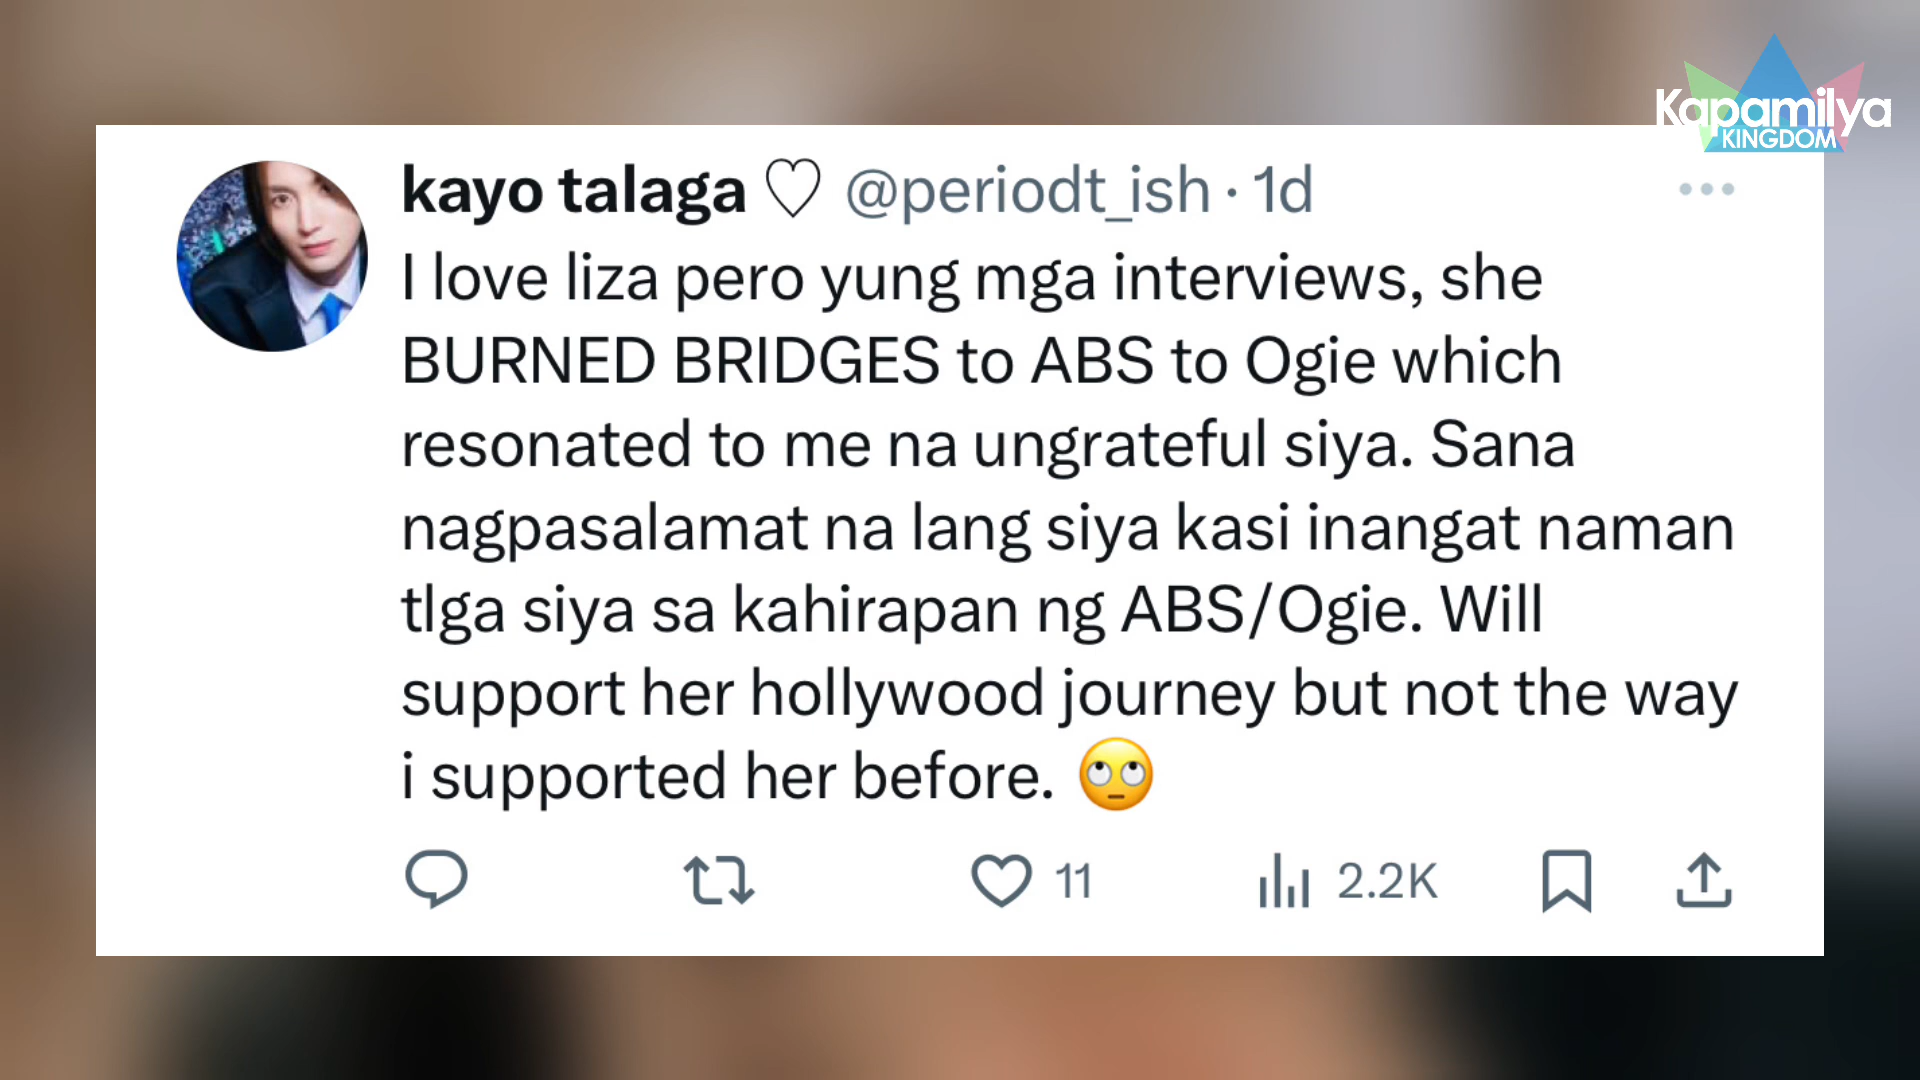 Kapamilya
KINGDOM
kayo talaga ♡ @periodt_ish · 1d
I love liza pero yung mga interviews, she
BURNED BRIDGES to ABS to Ogie which
resonated to me na ungrateful siya. Sana
nagpasalamat na lang siya kasi inangat naman
tlga siya sa kahirapan ng ABS/Ogie. Will
support her hollywood journey but not the way
i supported her before. 🙄
11 2.2K